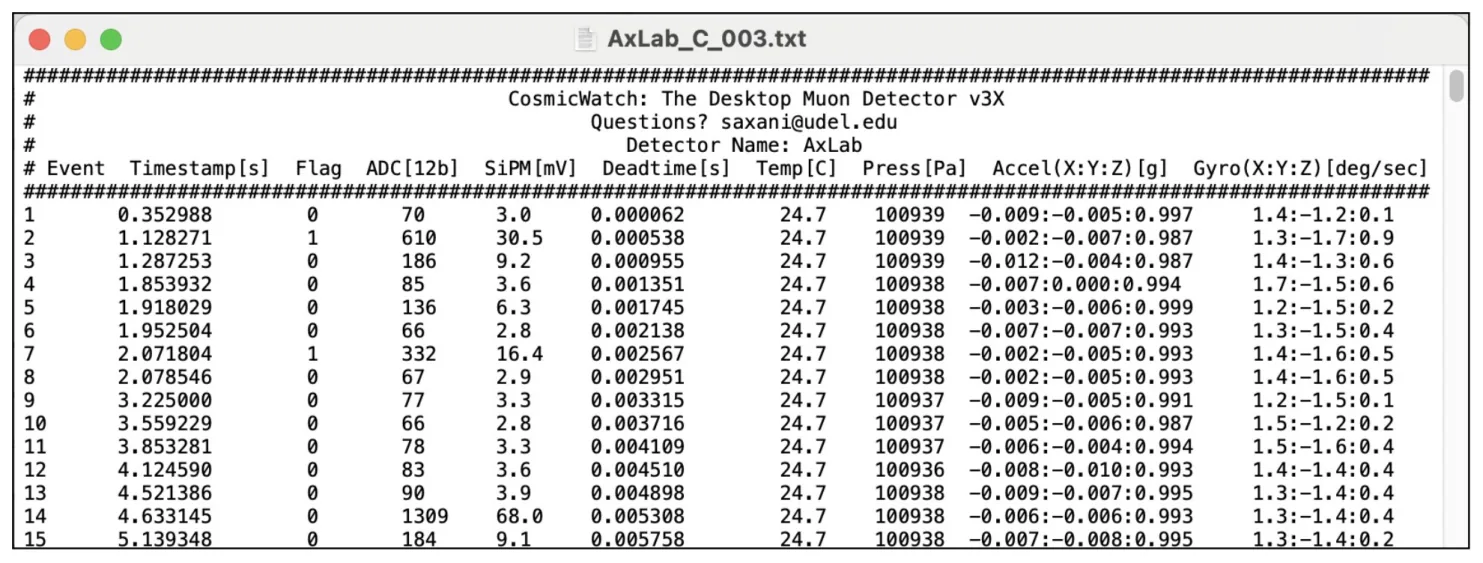 AxLab_C_003.txt
#######################################################################################################################
# CosmicWatch: The Desktop Muon Detector v3X
# Questions? saxani@udel.edu
# Detector Name: AxLab
# Event Timestamp[s] Flag ADC[12b] SiPM[mV] Deadtime[s] Temp[C] Press[Pa] Accel(X:Y:Z)[g] Gyro(X:Y:Z)[deg/sec]
#######################################################################################################################
1 0.352988 0 70 3.0 0.000062 24.7 100939 -0.009:-0.005:0.997 1.4:-1.2:0.1
2 1.128271 1 610 30.5 0.000538 24.7 100939 -0.002:-0.007:0.987 1.3:-1.7:0.9
3 1.287253 0 186 9.2 0.000955 24.7 100939 -0.012:-0.004:0.987 1.4:-1.3:0.6
4 1.853932 0 85 3.6 0.001351 24.7 100938 -0.007:0.000:0.994 1.7:-1.5:0.6
5 1.918029 0 136 6.3 0.001745 24.7 100938 -0.003:-0.006:0.999 1.2:-1.5:0.2
6 1.952504 0 66 2.8 0.002138 24.7 100938 -0.007:-0.007:0.993 1.3:-1.5:0.4
7 2.071804 1 332 16.4 0.002567 24.7 100938 -0.002:-0.005:0.993 1.4:-1.6:0.5
8 2.078546 0 67 2.9 0.002951 24.7 100938 -0.002:-0.005:0.993 1.4:-1.6:0.5
9 3.225000 0 77 3.3 0.003315 24.7 100937 -0.009:-0.005:0.991 1.2:-1.5:0.1
10 3.559229 0 66 2.8 0.003716 24.7 100937 -0.005:-0.006:0.987 1.5:-1.2:0.2
11 3.853281 0 78 3.3 0.004109 24.7 100937 -0.006:-0.004:0.994 1.5:-1.6:0.4
12 4.124590 0 83 3.6 0.004510 24.7 100936 -0.008:-0.010:0.993 1.4:-1.4:0.4
13 4.521386 0 90 3.9 0.004898 24.7 100938 -0.009:-0.007:0.995 1.3:-1.4:0.4
14 4.633145 0 1309 68.0 0.005308 24.7 100938 -0.006:-0.006:0.993 1.3:-1.4:0.4
15 5.139348 0 184 9.1 0.005758 24.7 100938 -0.007:-0.008:0.995 1.3:-1.4:0.2